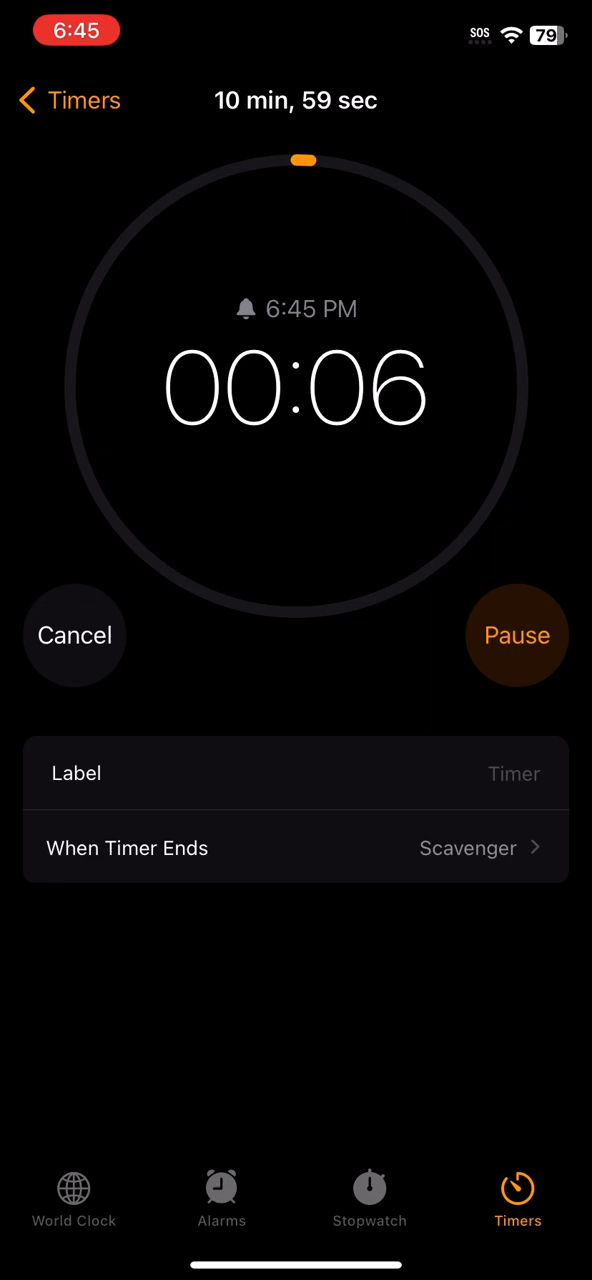 6:45 SOS 79
Timers 10 min, 59 sec
6:45 PM
00:06
Cancel Pause
Label Timer
When Timer Ends Scavenger
World Clock Alarms Stopwatch Timers